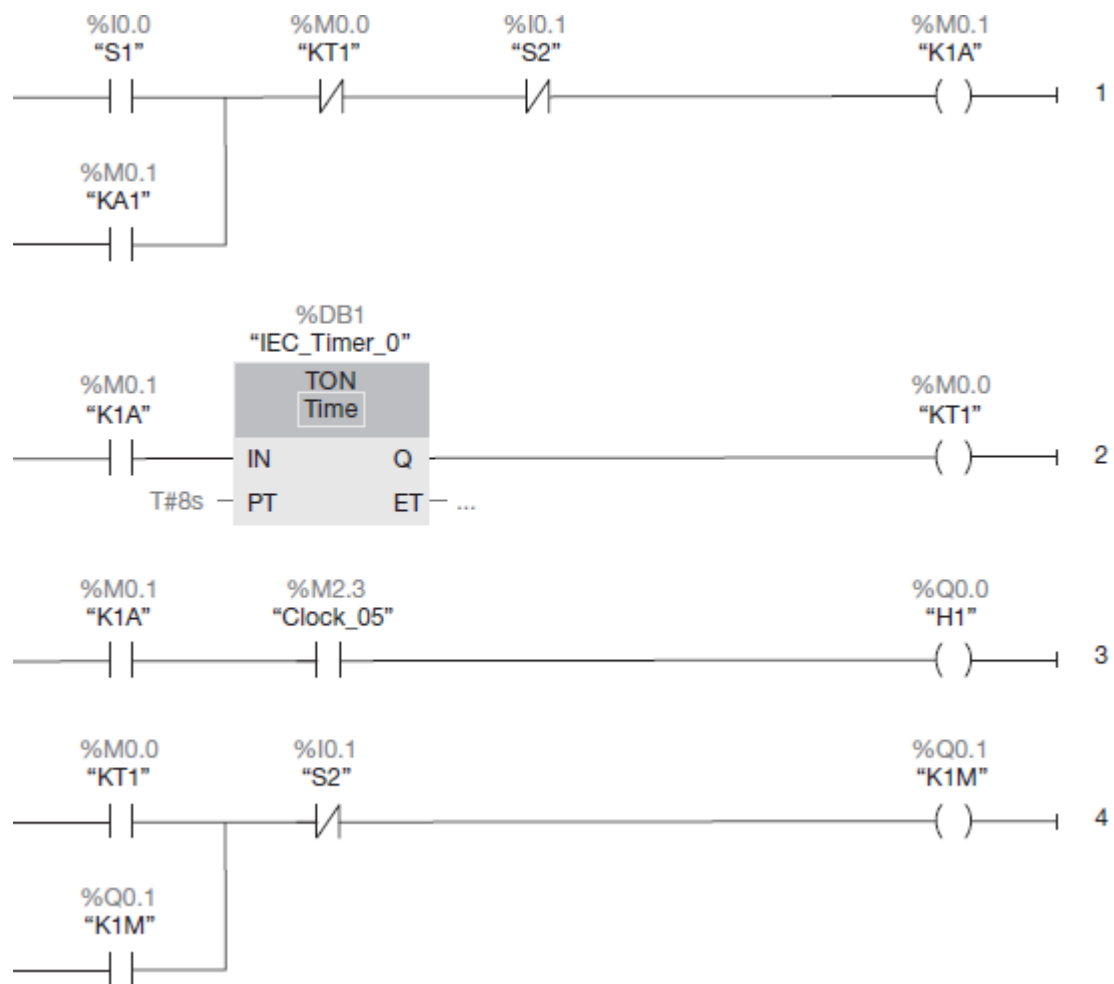 %I0.0 %M0.0 %I0.1 %M0.1
“S1” “KT1” “S2” “K1A”
1
%M0.1
“KA1”
%DB1
“IEC_Timer_0”
%M0.1 TON %M0.0
“K1A” Time “KT1”
IN Q 2
T#8s PT ET ...
%M0.1 %M2.3 %Q0.0
“K1A” “Clock_05” “H1”
3
%M0.0 %I0.1 %Q0.1
“KT1” “S2” “K1M”
4
%Q0.1
“K1M”